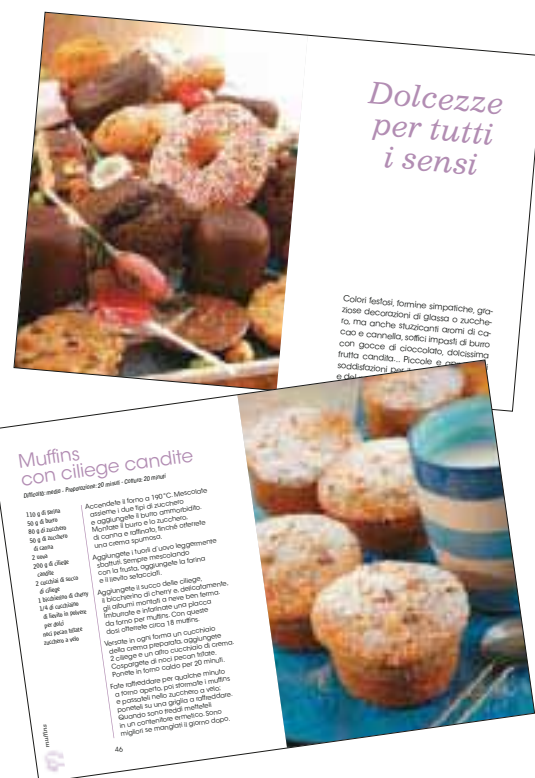 Dolcezze
per tutti
i sensi
Colori festosi, formine simpatiche, gra-
ziose decorazioni di glassa o zucche-
ro, ma anche stuzzicanti aromi di ca-
cao e cannella, soffici impasti di burro
con gocce di cioccolato, dolcissima
frutta candita... Piccole e
soddisfazioni per
Muffins
con ciliege candite
Difficoltà: media - Preparazione: 20 minuti - Cottura: 20 minuti
110 g di farina
50 g di burro
80 g di zucchero
50 g di zucchero
di canna
2 uova
200 g di ciliege
candite
2 cucchiai di succo
di ciliege
1 bicchierino di cherry
1/4 di cucchiaino
di lievito in polvere
per dolci
noci pecan tritate
zucchero a velo
Accendete il forno a 190°C. Mescolate
assieme i due tipi di zucchero
e aggiungete il burro ammorbidito.
Montate il burro e lo zucchero,
di canna e raffinato, finché otterrete
una crema spumosa.
Aggiungete i tuorli d'uovo leggermente
sbattuti. Sempre mescolando
con la frusta, aggiungete la farina
e il lievito setacciati.
Aggiungete il succo delle ciliege,
il bicchierino di cherry e, delicatamente,
gli albumi montati a neve ben ferma.
Imburrate e infarinate una placca
da forno per muffins. Con queste
dosi otterrete circa 18 muffins.
Versate in ogni forma un cucchiaio
della crema preparata, aggiungete
2 ciliege e un altro cucchiaio di crema.
Cospargete di noci pecan tritate.
Ponete in forno caldo per 20 minuti.
Fate raffreddare per qualche minuto
a forno aperto, poi sformate i muffins
e passateli nello zucchero a velo;
poneteli su una griglia a raffreddare.
Quando sono freddi metteteli
in un contenitore ermetico. Sono
migliori se mangiati il giorno dopo.
muffins
46